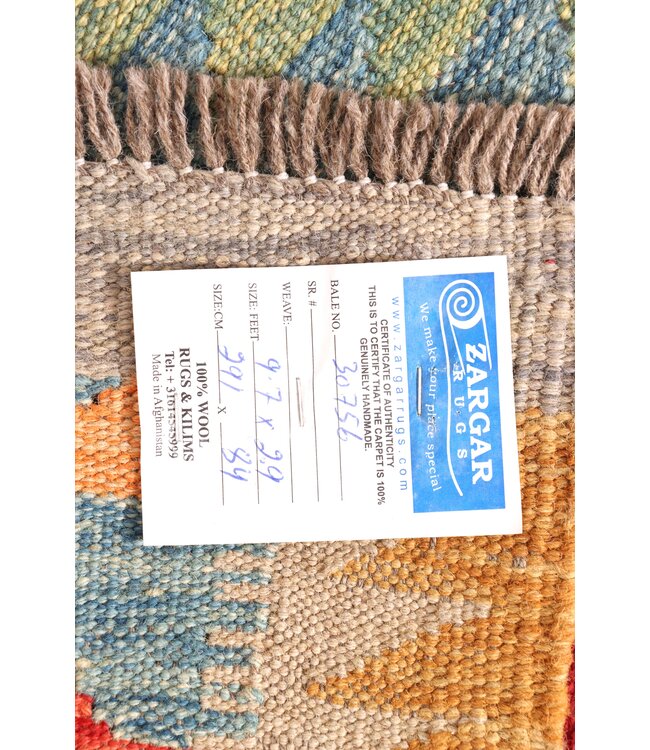 ZARGAR
RUGS
We make your place special
www.zargarrugs.com
CERTIFICATE OF AUTHENTICITY
THIS IS TO CERTIFY THAT THE CARPET IS 100%
GENUINELY HANDMADE.
BALE NO. 30756
SR. #
WEAVE:
SIZE: FEET 9.7 x 2.9
SIZE:CM 291 X 84
100% WOOL
RUGS & KILIMS
Tel: + 31614545999
Made in Afghanistan